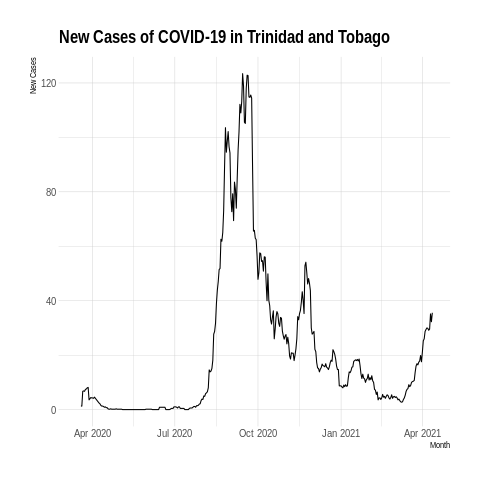 New Cases of COVID-19 in Trinidad and Tobago
New Cases
120
80
40
0
Apr 2020
Jul 2020
Oct 2020
Jan 2021
Apr 2021
Month